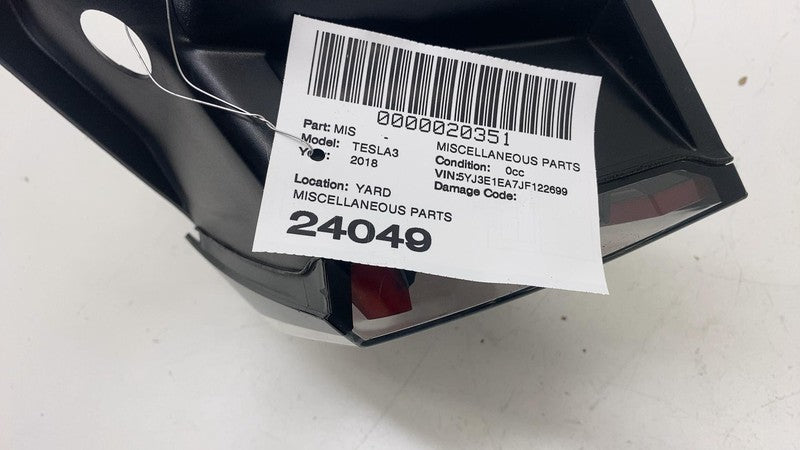 0000020351
Part: MIS - MISCELLANEOUS PARTS
Model: TESLA3 Condition: 0cc
2018 VIN:5YJ3E1EA7JF122699
Damage Code:
Location: YARD
MISCELLANEOUS PARTS
24049